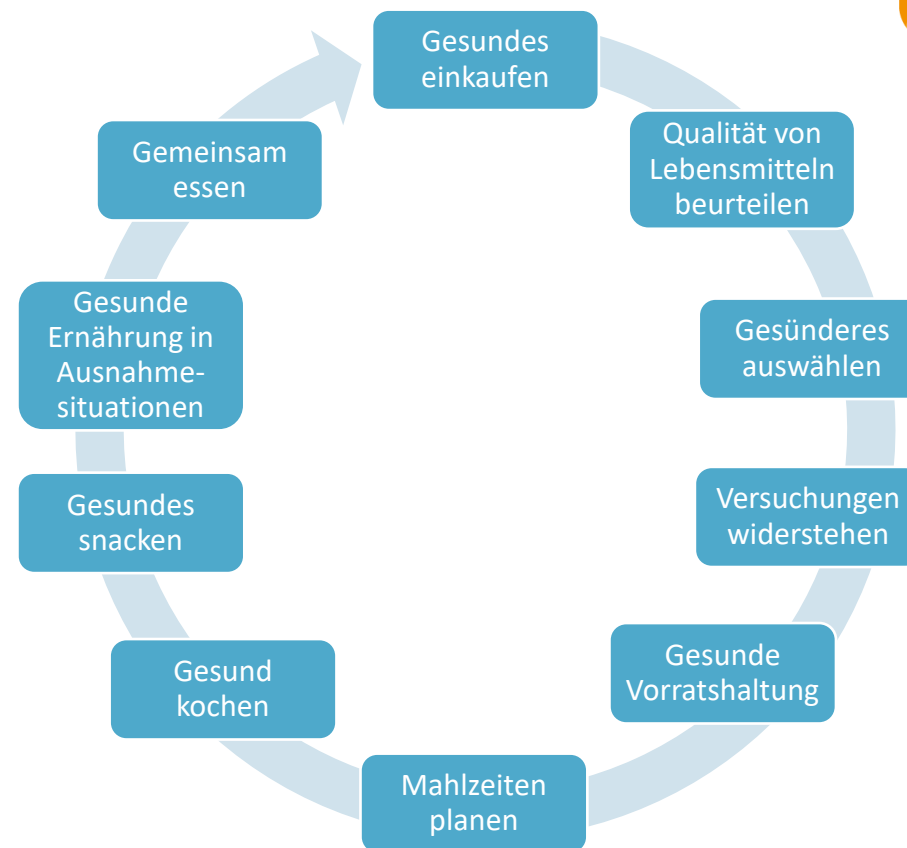 Gesundes
einkaufen
Qualität von
Lebensmitteln
beurteilen
Gesünderes
auswählen
Versuchungen
widerstehen
Gesunde
Vorratshaltung
Mahlzeiten
planen
Gesund
kochen
Gesundes
snacken
Gesunde
Ernährung in
Ausnahme-
situationen
Gemeinsam
essen